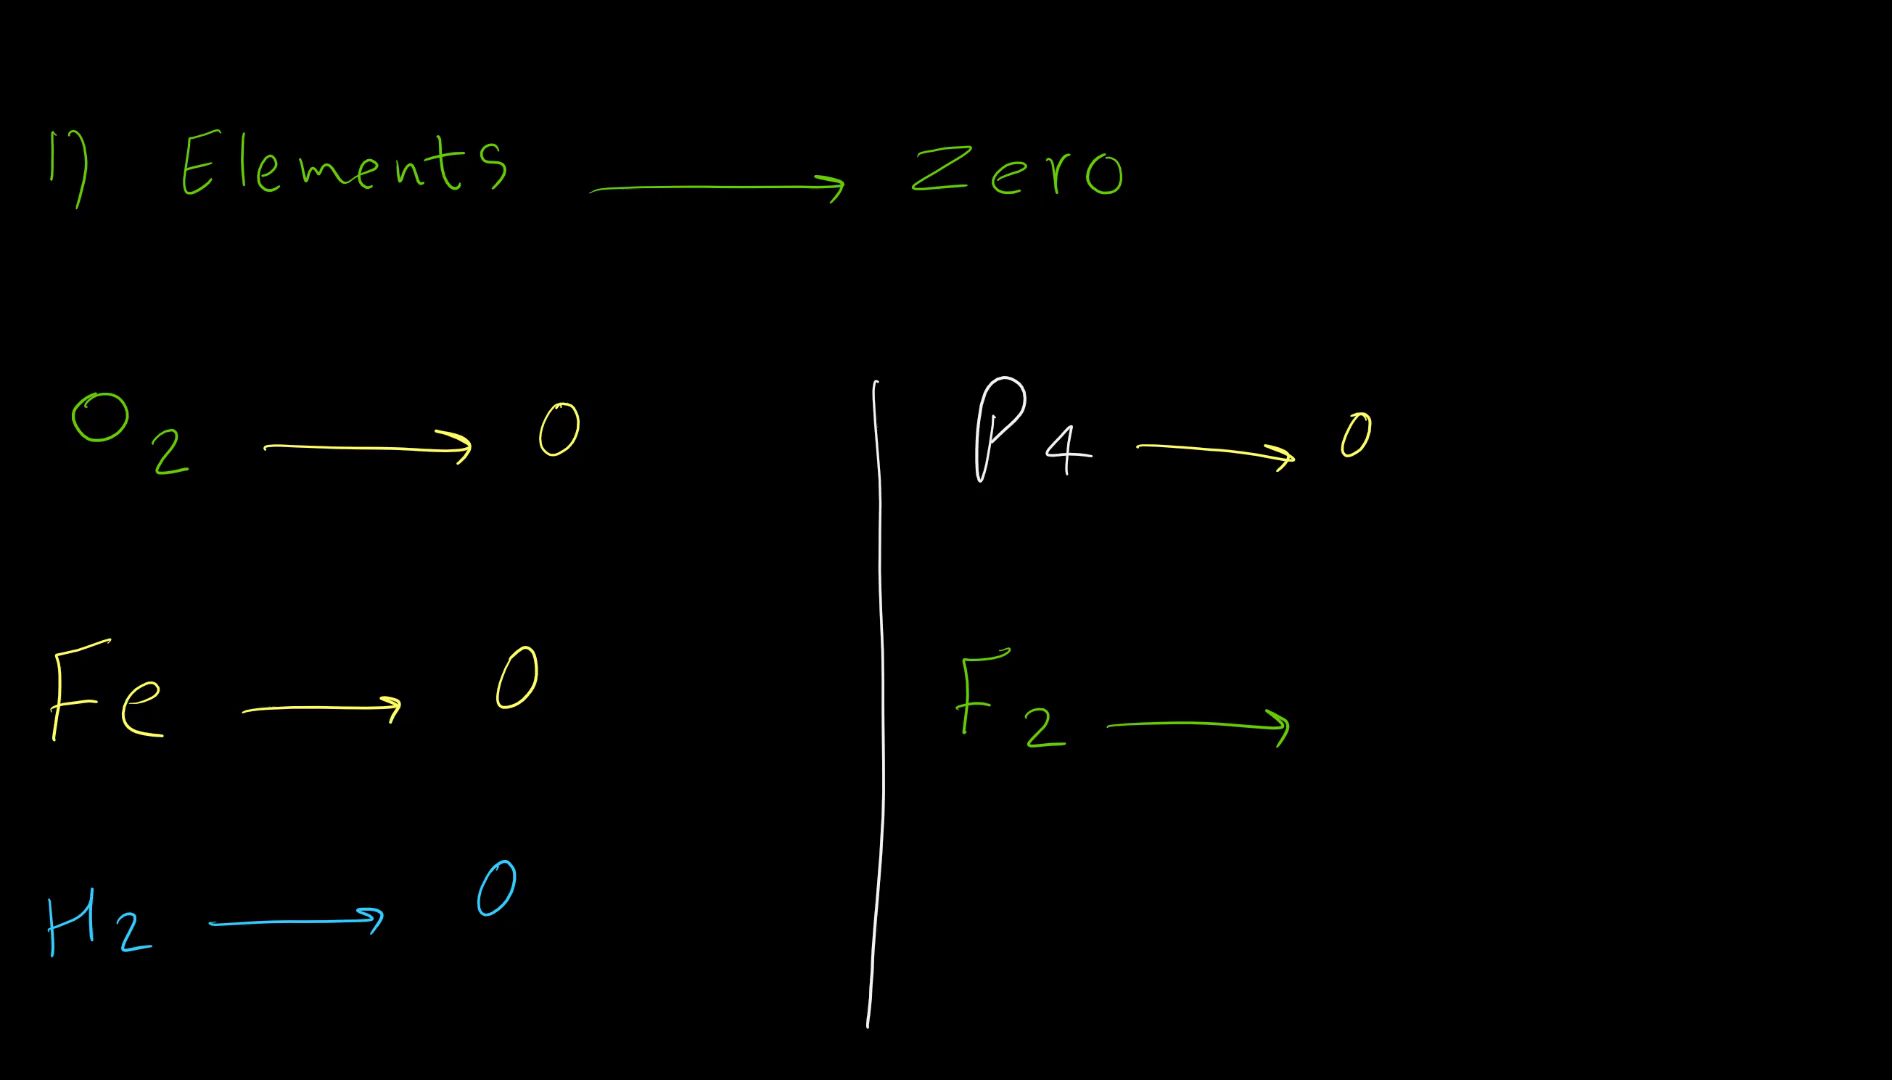 1) Elements → Zero
O2 → 0
Fe → 0
H2 → 0
P4 → 0
F2 →